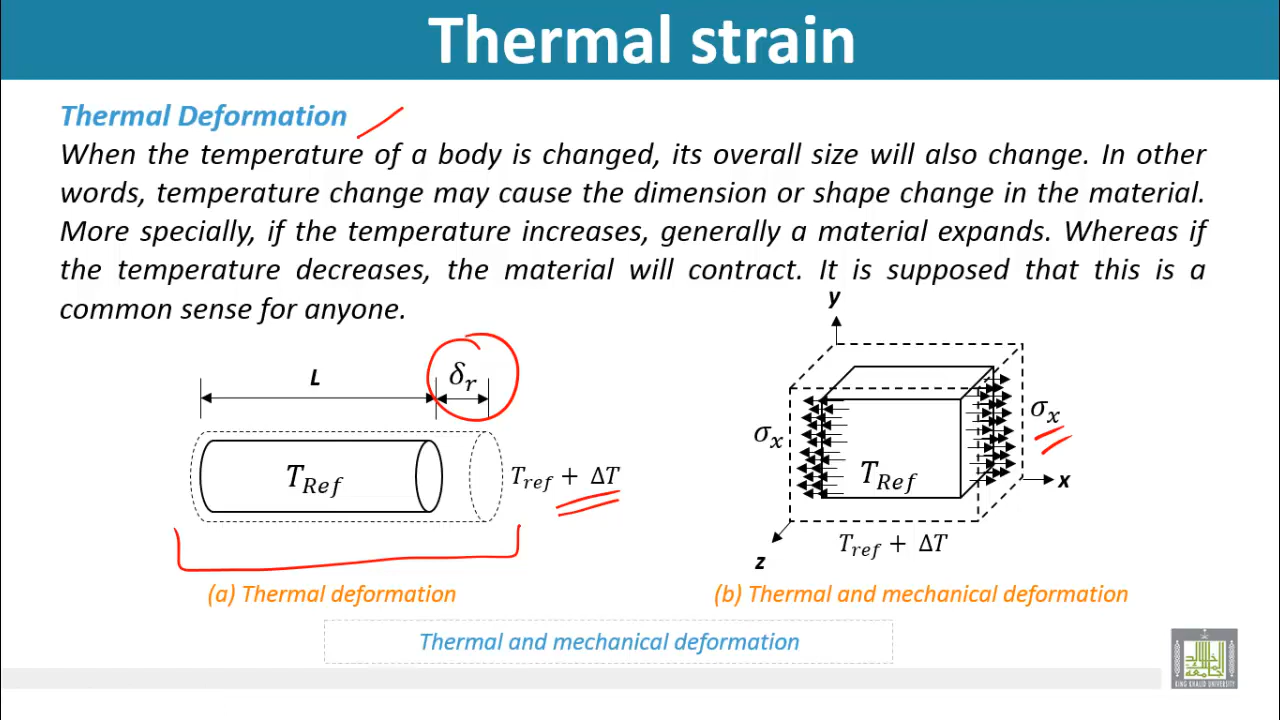 Thermal strain
Thermal Deformation
When the temperature of a body is changed, its overall size will also change. In other
words, temperature change may cause the dimension or shape change in the material.
More specially, if the temperature increases, generally a material expands. Whereas if
the temperature decreases, the material will contract. It is supposed that this is a
common sense for anyone.
L
δr
TRef
Tref + ΔT
(a) Thermal deformation
y
σx
σx
TRef
x
z
Tref + ΔT
(b) Thermal and mechanical deformation
Thermal and mechanical deformation
KING KHALID UNIVERSITY